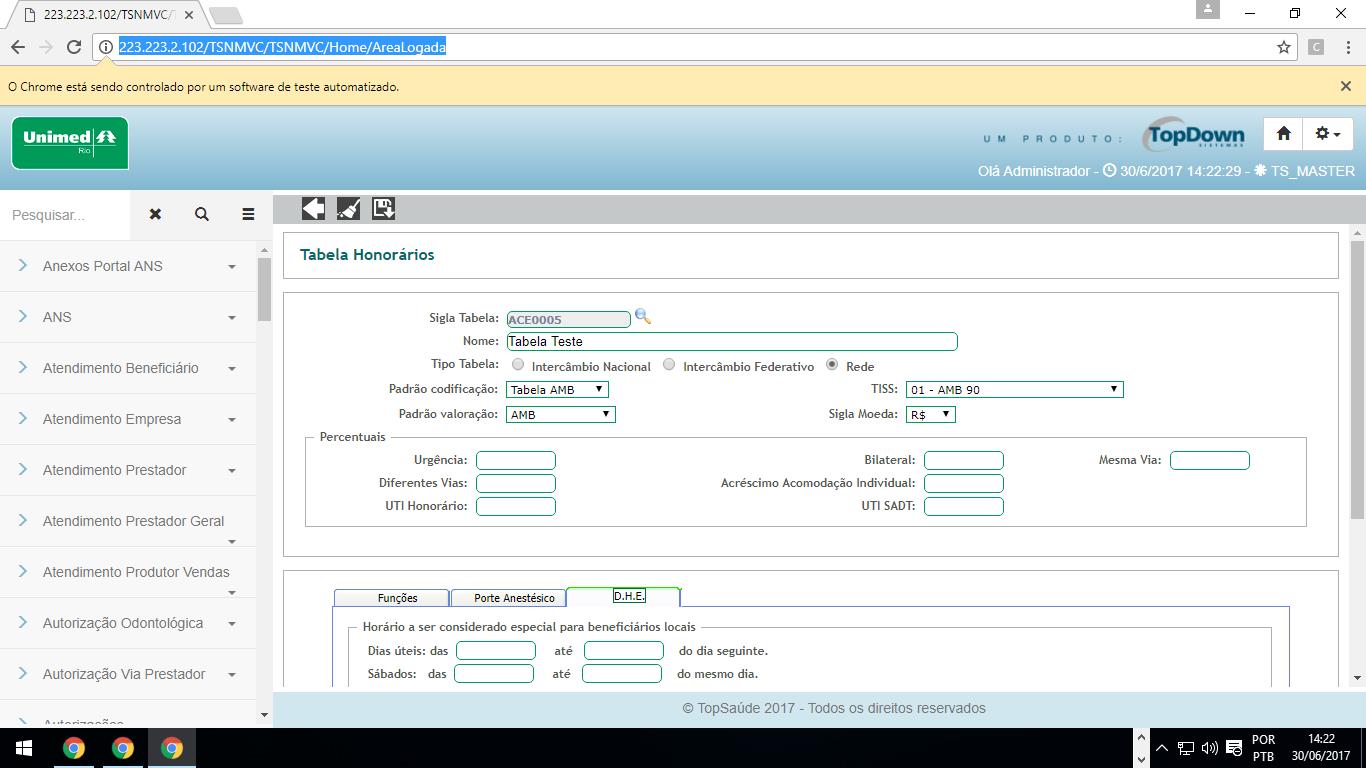 223.223.2.102/TSNMVC/
223.223.2.102/TSNMVC/TSNMVC/Home/AreaLogada
C
O Chrome está sendo controlado por um software de teste automatizado.
Unimed
Rio
UM PRODUTO:
TopDown
SISTEMAS
Olá Administrador - 30/6/2017 14:22:29 - TS_MASTER
Pesquisar...
Anexos Portal ANS
ANS
Atendimento Beneficiário
Atendimento Empresa
Atendimento Prestador
Atendimento Prestador Geral
Atendimento Produtor Vendas
Autorização Odontológica
Autorização Via Prestador
Autorizações
Tabela Honorários
Sigla Tabela: ACE0005
Nome: Tabela Teste
Tipo Tabela: Intercâmbio Nacional Intercâmbio Federativo Rede
Padrão codificação: Tabela AMB TISS: 01 - AMB 90
Padrão valoração: AMB Sigla Moeda: R$
Percentuais
Urgência: Bilateral: Mesma Via:
Diferentes Vias: Acréscimo Acomodação Individual:
UTI Honorário: UTI SADT:
Funções Porte Anestésico D.H.E.
Horário a ser considerado especial para beneficiários locais
Dias úteis: das até do dia seguinte.
Sábados: das até do mesmo dia.
© TopSaúde 2017 - Todos os direitos reservados
POR
PTB
14:22
30/06/2017